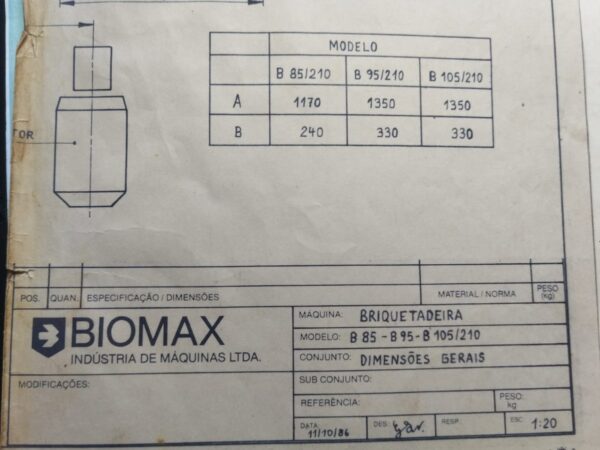 MODELO
B 85/210 B 95/210 B 105/210
A 1170 1350 1350
B 240 330 330
TOR
POS. QUAN. ESPECIFICAÇÃO / DIMENSÕES MATERIAL / NORMA PESO (kg)
BIOMAX
INDÚSTRIA DE MÁQUINAS LTDA.
MODIFICAÇÕES:
MÁQUINA: BRIQUETADEIRA
MODELO: B 85 - B 95 - B 105/210
CONJUNTO: DIMENSÕES GERAIS
SUB CONJUNTO:
REFERÊNCIA: PESO: kg
DATA: 11/10/86 DES. RESP. ESC. 1:20